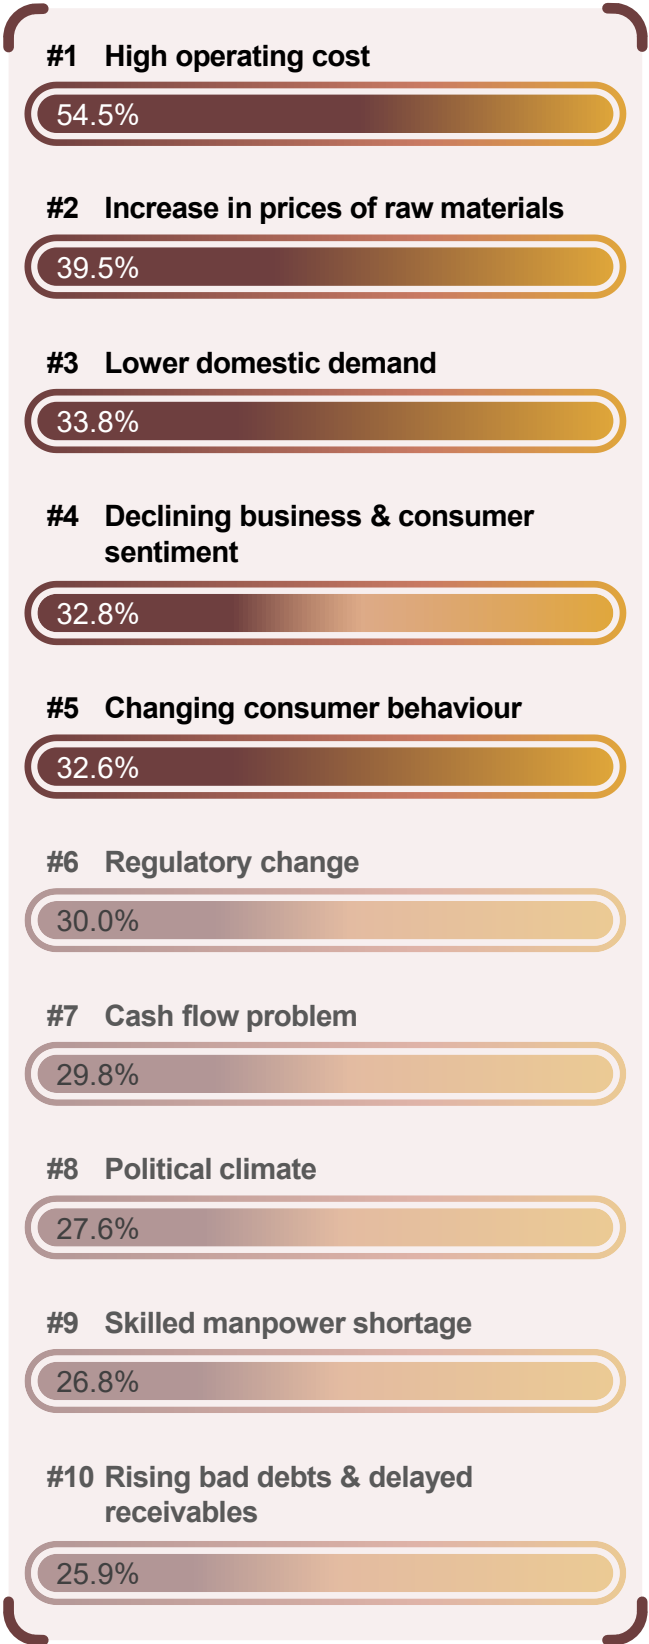 #1 High operating cost
54.5%
#2 Increase in prices of raw materials
39.5%
#3 Lower domestic demand
33.8%
#4 Declining business & consumer
sentiment
32.8%
#5 Changing consumer behaviour
32.6%
#6 Regulatory change
30.0%
#7 Cash flow problem
29.8%
#8 Political climate
27.6%
#9 Skilled manpower shortage
26.8%
#10 Rising bad debts & delayed
receivables
25.9%